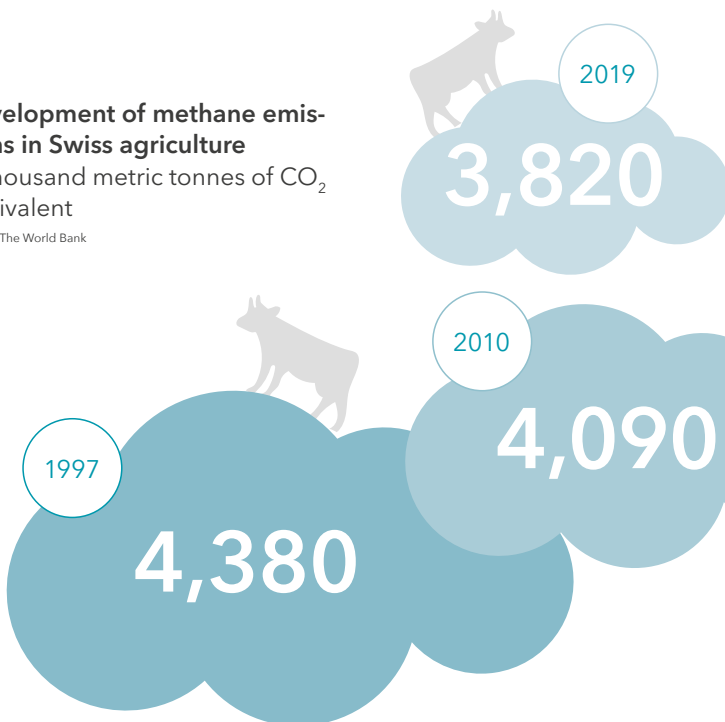 velopment of methane emis-
s in Swiss agriculture
housand metric tonnes of CO₂
ivalent
The World Bank
2019
3,820
2010
4,090
1997
4,380